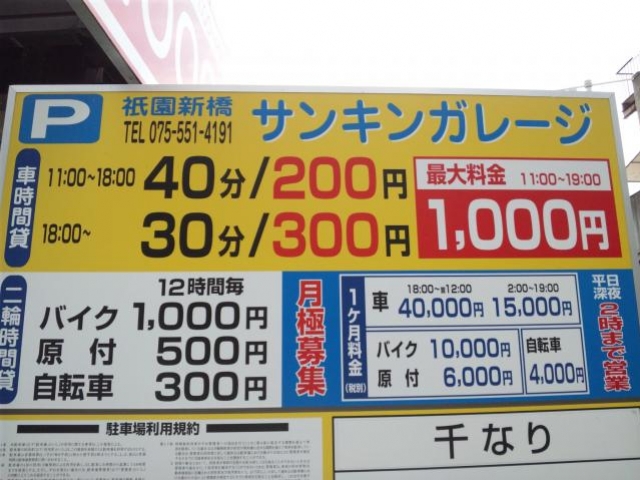 P 祇園新橋 サンキンガレージ
TEL 075-551-4191
車時間貸
11:00~18:00 40分/200円
18:00~ 30分/300円
最大料金 11:00~19:00
1,000円
二輪時間貸
12時間毎
バイク 1,000円
原付 500円
自転車 300円
月極募集
1ヶ月料金(税別)
18:00~翌12:00 2:00~19:00
車 40,000円 15,000円
バイク 10,000円
原付 6,000円
自転車
4,000円
平日深夜2時まで営業
駐車場利用規約
千なり